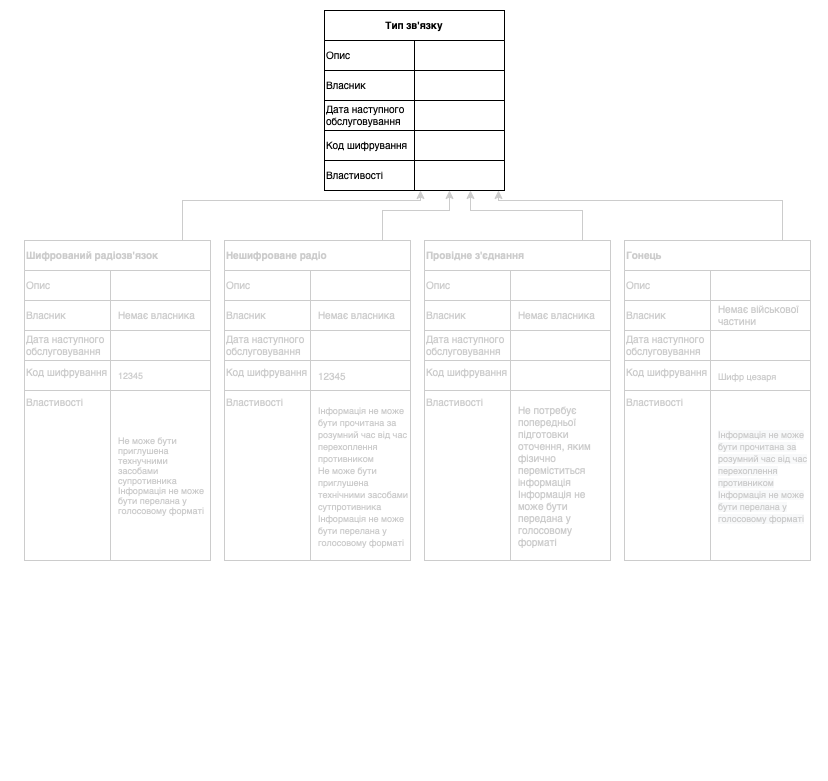 Тип зв'язку
Опис
Власник
Дата наступного
обслуговування
Код шифрування
Властивості
Шифрований радіозв'язок
Опис
Власник
Немає власника
Дата наступного
обслуговування
Код шифрування
12345
Властивості
Не може бути
приглушена
технучними
засобами
супротивника
Інформація не може
бути перелана у
голосовому форматі
Нешифроване радіо
Опис
Власник
Немає власника
Дата наступного
обслуговування
Код шифрування
12345
Властивості
Інформація не може
бути прочитана за
розумний час від час
перехоплення
противником
Не може бути
приглушена
технічними засобами
сутпротивника
Інформація не може
бути перелана у
голосовому форматі
Провідне з'єднання
Опис
Власник
Немає власника
Дата наступного
обслуговування
Код шифрування
Властивості
Не потребує
попередньої
підготовки
оточення, яким
фізично
переміститься
інформація
Інформація не
може бути
передана у
голосовому
форматі
Гонець
Опис
Власник
Немає військової
частини
Дата наступного
обслуговування
Код шифрування
Шифр цезаря
Властивості
Інформація не може
бути прочитана за
розумний час від час
перехоплення
противником
Інформація не може
бути перелана у
голосовому форматі